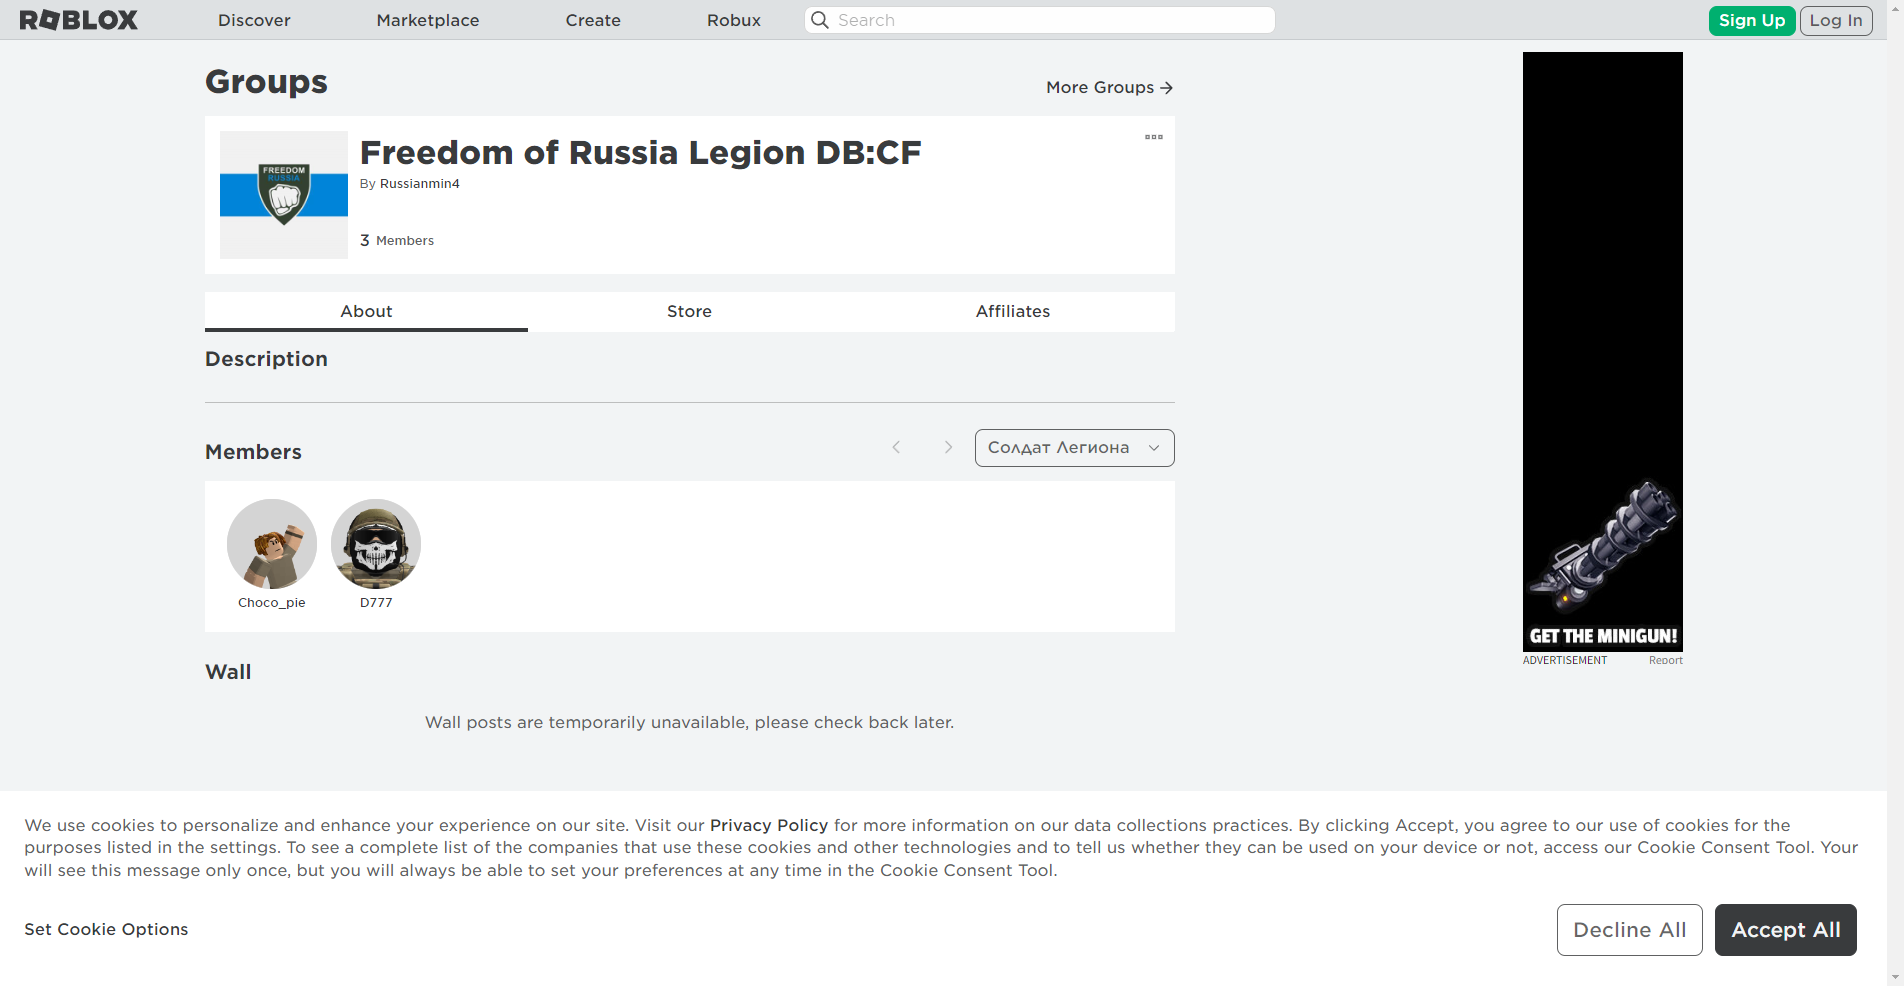 ROBLOX
Discover
Marketplace
Create
Robux
Search
Sign Up
Log In
Groups
More Groups
FREEDOM
RUSSIA
Freedom of Russia Legion DB:CF
By Russianmin4
3 Members
About
Store
Affiliates
Description
Members
Солдат Легиона
Choco_pie
D777
Wall
Wall posts are temporarily unavailable, please check back later.
GET THE MINIGUN!
ADVERTISEMENT
Report
We use cookies to personalize and enhance your experience on our site. Visit our Privacy Policy for more information on our data collections practices. By clicking Accept, you agree to our use of cookies for the
purposes listed in the settings. To see a complete list of the companies that use these cookies and other technologies and to tell us whether they can be used on your device or not, access our Cookie Consent Tool. Your
will see this message only once, but you will always be able to set your preferences at any time in the Cookie Consent Tool.
Set Cookie Options
Decline All
Accept All